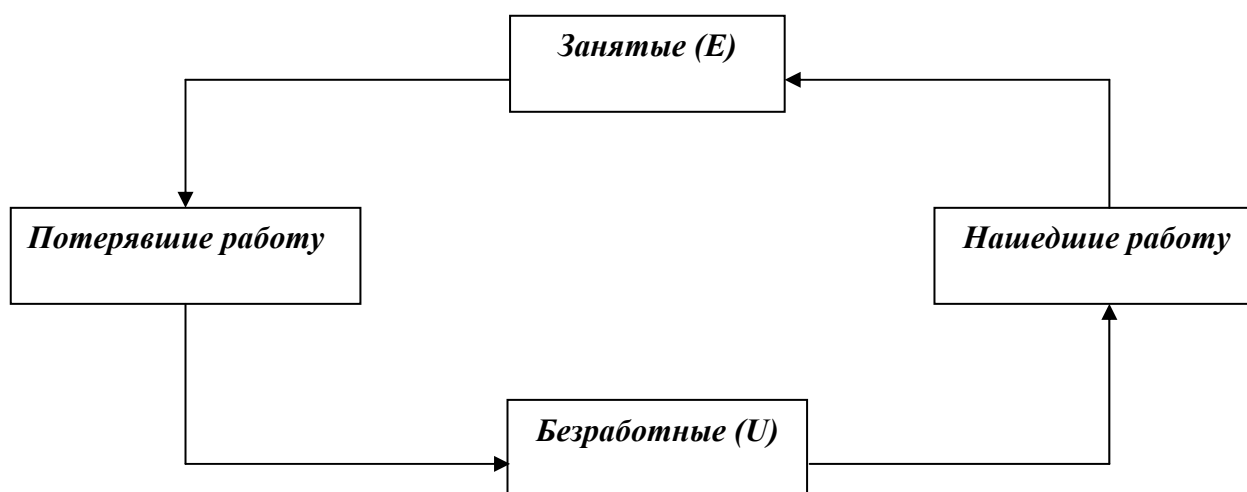 Занятые (E)
Потерявшие работу
Нашедшие работу
Безработные (U)